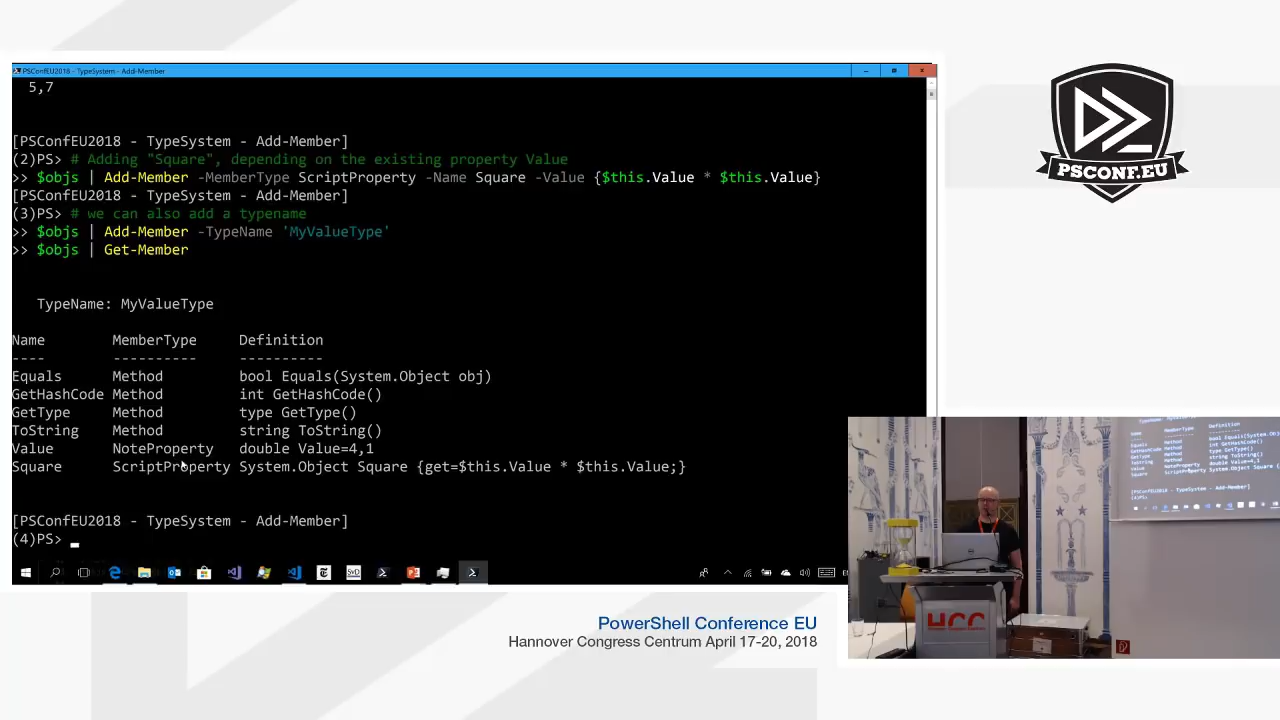 PSConfEU2018 - TypeSystem - Add-Member
5,7
[PSConfEU2018 - TypeSystem - Add-Member]
(2)PS> # Adding "Square", depending on the existing property Value
>> $objs | Add-Member -MemberType ScriptProperty -Name Square -Value {$this.Value * $this.Value}
[PSConfEU2018 - TypeSystem - Add-Member]
(3)PS> # we can also add a typename
>> $objs | Add-Member -TypeName 'MyValueType'
>> $objs | Get-Member
TypeName: MyValueType
Name MemberType Definition
---- ---------- ----------
Equals Method bool Equals(System.Object obj)
GetHashCode Method int GetHashCode()
GetType Method type GetType()
ToString Method string ToString()
Value NoteProperty double Value=4,1
Square ScriptProperty System.Object Square {get=$this.Value * $this.Value;}
[PSConfEU2018 - TypeSystem - Add-Member]
(4)PS>
PSCONF.EU
PowerShell Conference EU
Hannover Congress Centrum April 17-20, 2018
HCC